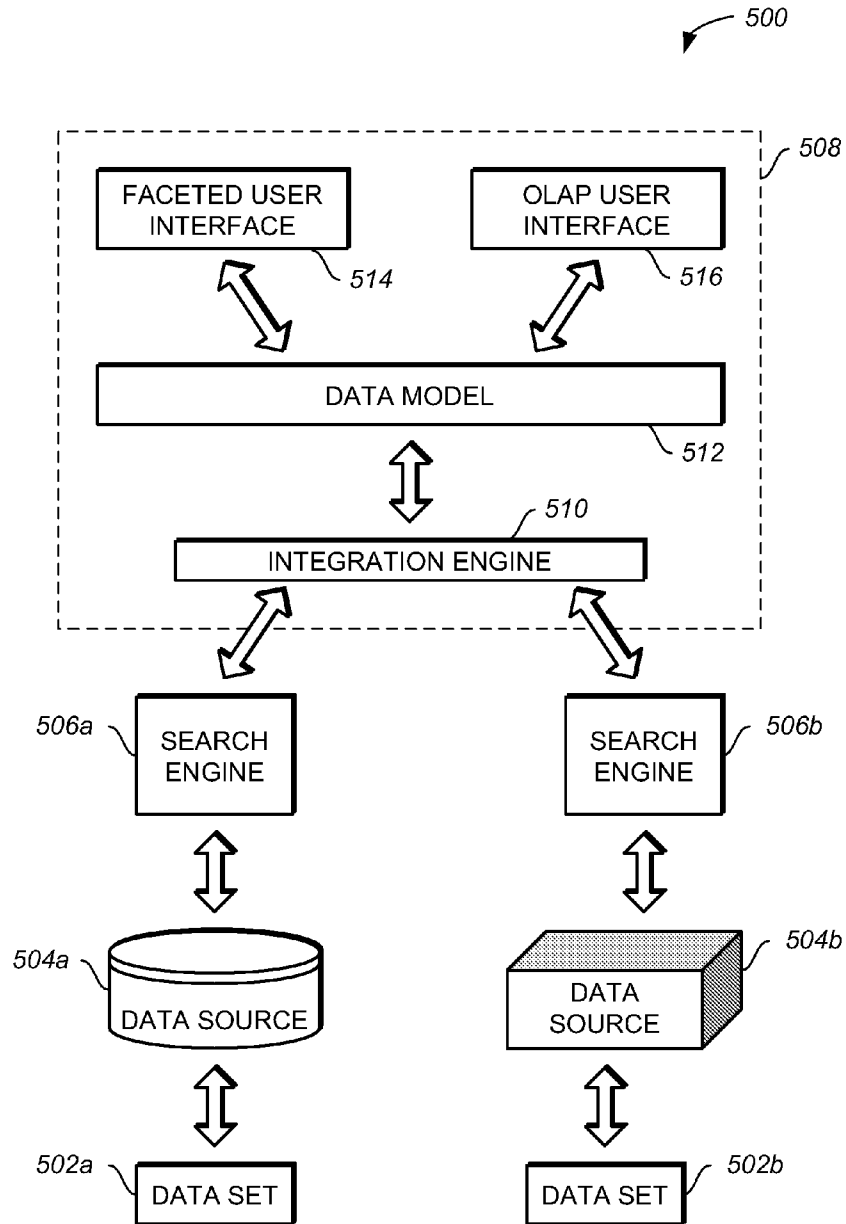 500
508
FACETED USER
INTERFACE
514
OLAP USER
INTERFACE
516
DATA MODEL
512
510
INTEGRATION ENGINE
506a
SEARCH
ENGINE
SEARCH
ENGINE
506b
504a
DATA SOURCE
DATA
SOURCE
504b
502a
DATA SET
DATA SET
502b